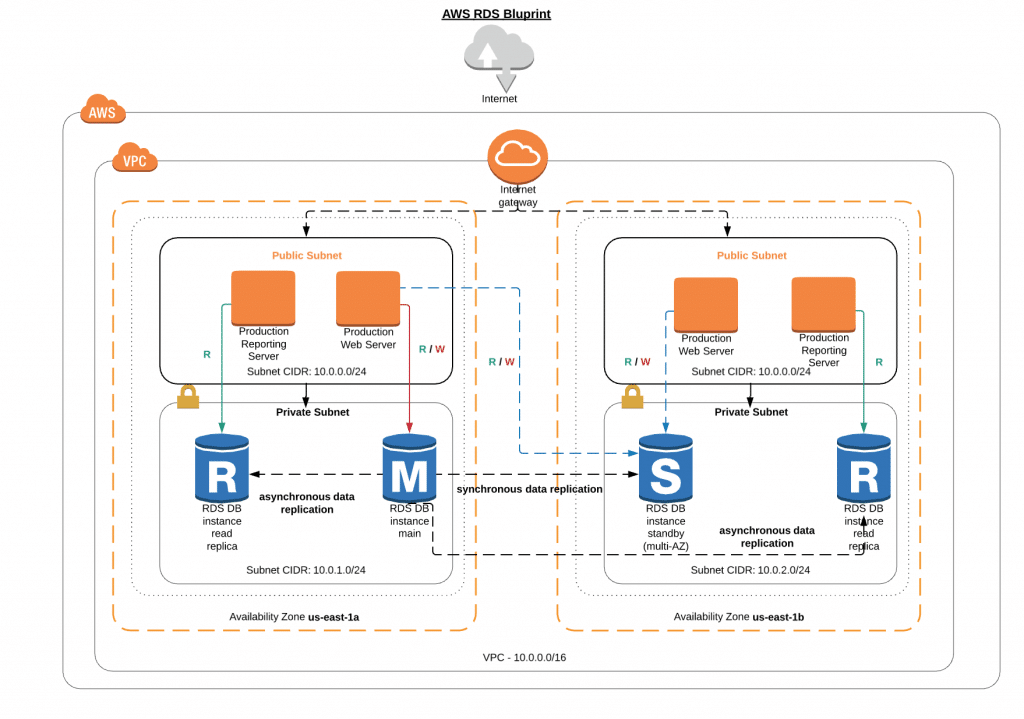 AWS RDS Bluprint
Internet
AWS
VPC
Internet
gateway
Public Subnet
Production
Reporting
Server
Production
Web Server
R
R / W
Subnet CIDR: 10.0.0.0/24
Private Subnet
R
M
RDS DB
instance
read
replica
asynchronous data
replication
RDS DB
instance
main
Subnet CIDR: 10.0.1.0/24
Availability Zone us-east-1a
R / W
synchronous data replication
Public Subnet
Production
Web Server
Production
Reporting
Server
R / W
R
Subnet CIDR: 10.0.0.0/24
Private Subnet
S
R
RDS DB
instance
standby
(multi-AZ)
asynchronous data
replication
RDS DB
instance
read
replica
Subnet CIDR: 10.0.2.0/24
Availability Zone us-east-1b
VPC - 10.0.0.0/16